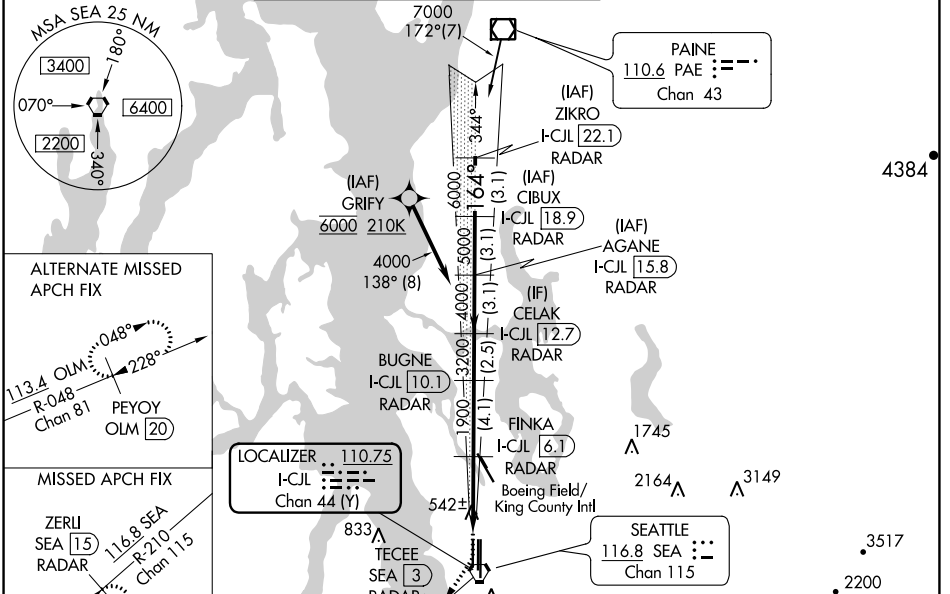 MSA SEA 25 NM
180°
3400
070°
6400
2200
340°
7000
172°(7)
PAINE
110.6 PAE
Chan 43
(IAF)
ZIKRO
I-CJL 22.1
RADAR
344°
6000
164°
(3.1)
4384
(IAF)
GRIFY
6000 210K
(IAF)
CIBUX
I-CJL 18.9
RADAR
5000
(3.1)
(IAF)
AGANE
I-CJL 15.8
RADAR
4000
138° (8)
4000
(3.1)
(IF)
CELAK
I-CJL 12.7
RADAR
3200
(2.5)
BUGNE
I-CJL 10.1
RADAR
1900
(4.1)
FINKA
I-CJL 6.1
RADAR
1745
2164
3149
Boeing Field/
King County Intl
ALTERNATE MISSED
APCH FIX
048°
228°
113.4 OLM
R-048
Chan 81
PEYOY
OLM 20
LOCALIZER 110.75
I-CJL
Chan 44 (Y)
542±
833
MISSED APCH FIX
ZERLI
SEA 15
RADAR
116.8 SEA
R-210
Chan 115
TECEE
SEA 3
RADAR
SEATTLE
116.8 SEA
Chan 115
3517
2200